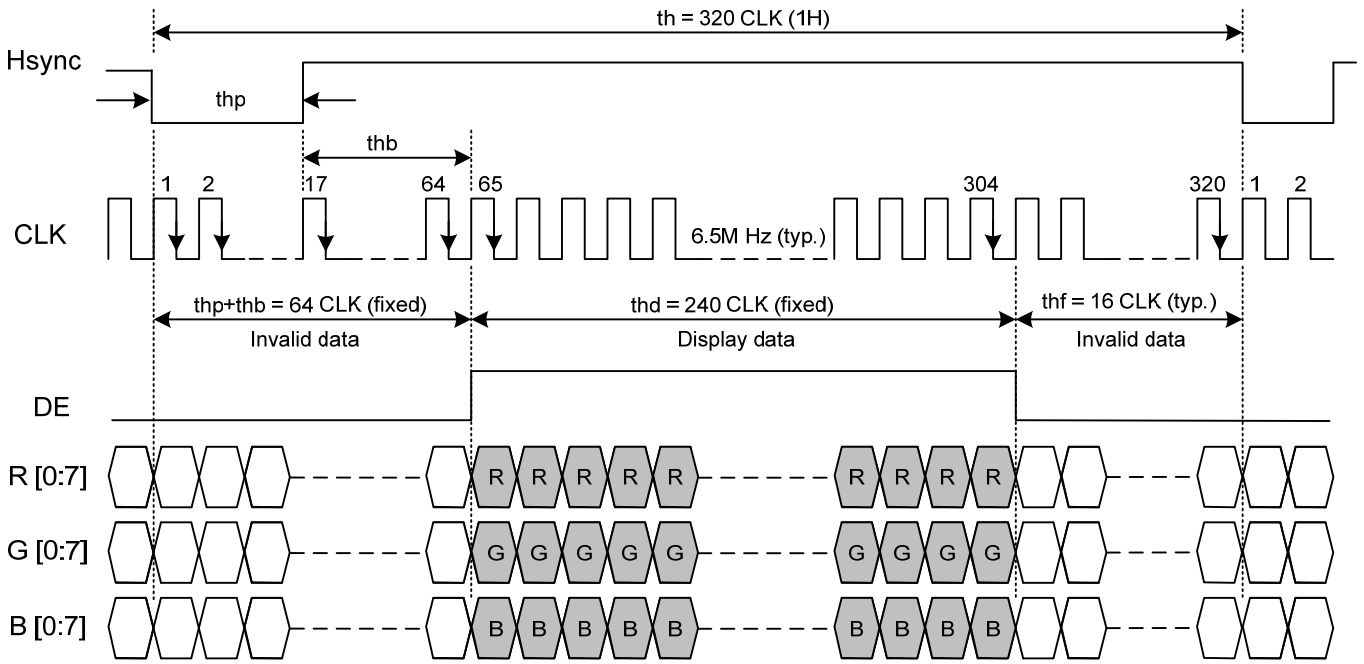 th = 320 CLK (1H)
Hsync
thp
thb
1 2 17 64 65 304 320 1 2
CLK
6.5M Hz (typ.)
thp+thb = 64 CLK (fixed) thd = 240 CLK (fixed) thf = 16 CLK (typ.)
Invalid data Display data Invalid data
DE
R [0:7] R R R R R R R R R
G [0:7] G G G G G G G G G
B [0:7] B B B B B B B B B